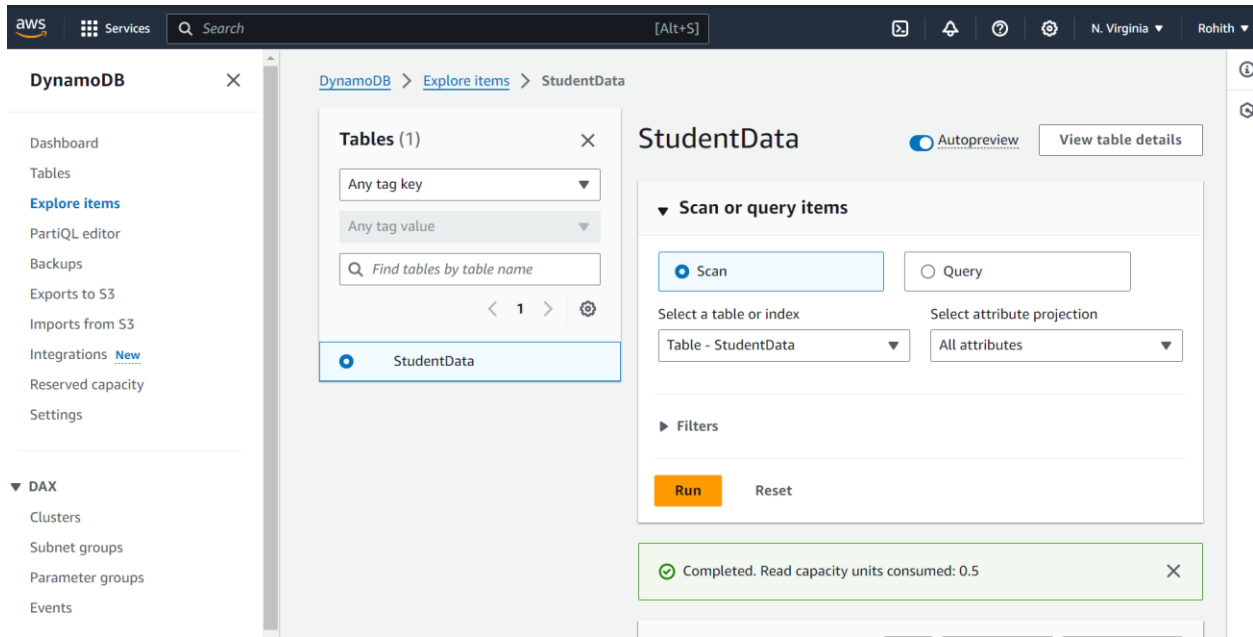 aws
Services
Search
[Alt+S]
N. Virginia
Rohith
DynamoDB
Dashboard
Tables
Explore items
PartiQL editor
Backups
Exports to S3
Imports from S3
Integrations New
Reserved capacity
Settings
DAX
Clusters
Subnet groups
Parameter groups
Events
DynamoDB > Explore items > StudentData
Tables (1)
Any tag key
Any tag value
Find tables by table name
1
StudentData
StudentData
Autopreview
View table details
Scan or query items
Scan
Query
Select a table or index
Select attribute projection
Table - StudentData
All attributes
Filters
Run
Reset
Completed. Read capacity units consumed: 0.5